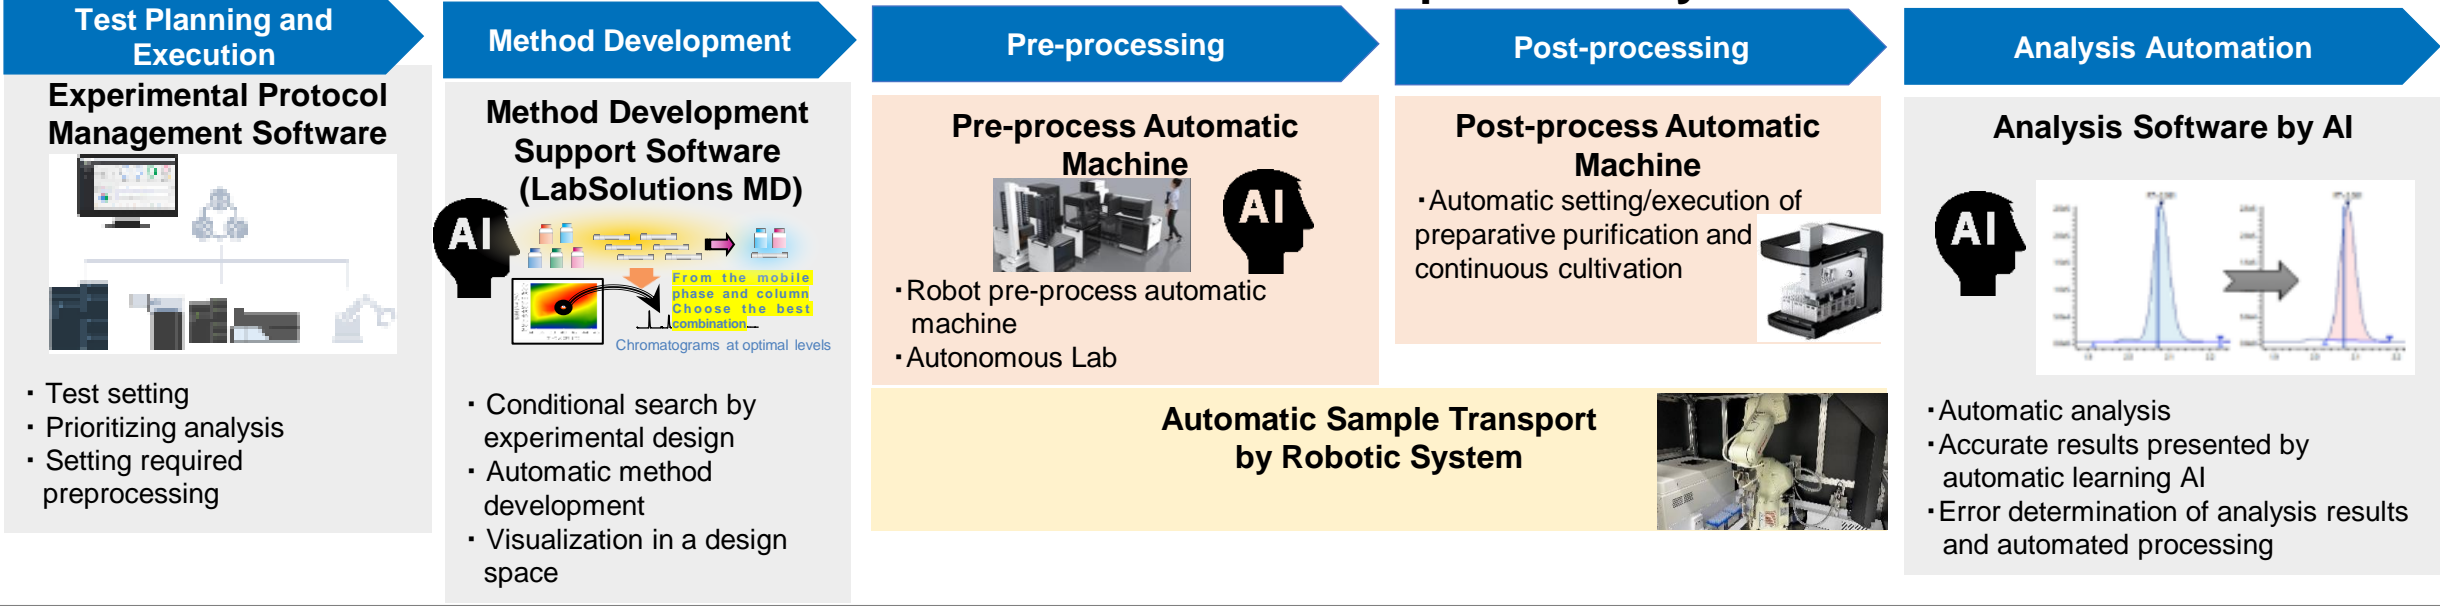 Test Planning and
Execution
Experimental Protocol
Management Software
・ Test setting
・ Prioritizing analysis
・ Setting required
preprocessing
Method Development
Method Development
Support Software
(LabSolutions MD)
AI
From the mobile
phase and column
Choose the best
combination
Chromatograms at optimal levels
・ Conditional search by
experimental design
・ Automatic method
development
・ Visualization in a design
space
Pre-processing
Pre-process Automatic
Machine
AI
・Robot pre-process automatic
machine
・Autonomous Lab
Post-processing
Post-process Automatic
Machine
・Automatic setting/execution of
preparative purification and
continuous cultivation
Automatic Sample Transport
by Robotic System
Analysis Automation
Analysis Software by AI
AI
・Automatic analysis
・Accurate results presented by
automatic learning AI
・Error determination of analysis results
and automated processing